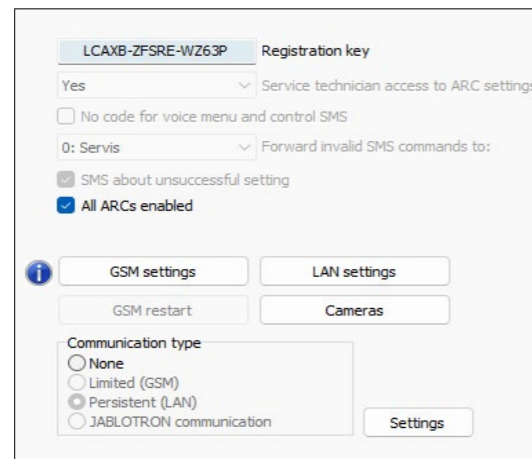 LCAXB-ZFSRE-WZ63P Registration key
Yes Service technician access to ARC settings
No code for voice menu and control SMS
0: Servis Forward invalid SMS commands to:
SMS about unsuccessful setting
All ARCs enabled
GSM settings LAN settings
GSM restart Cameras
Communication type
None
Limited (GSM)
Persistent (LAN)
JABLOTRON communication
Settings